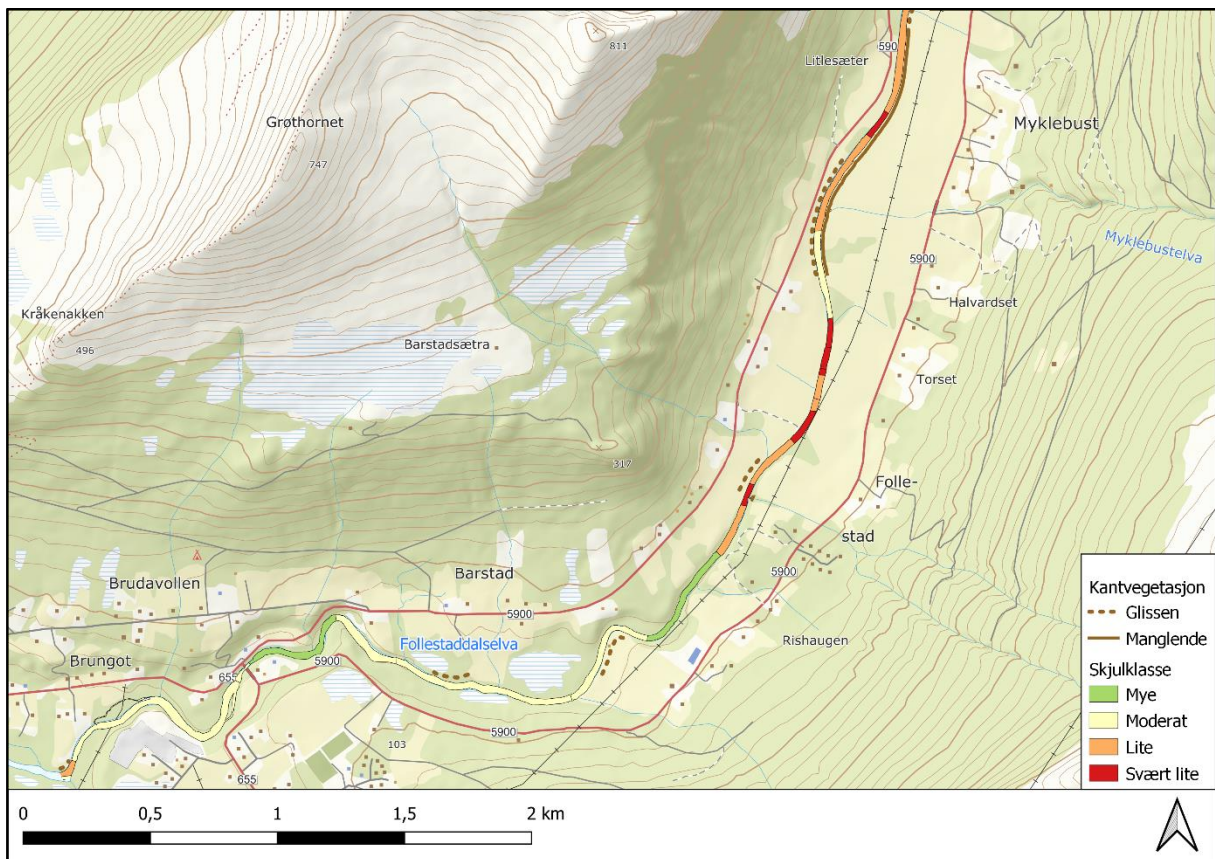 811
590
Litlesæter
Grøthornet
747
Myklebust
Myklebustelva
5900
Halvardset
Kråkenakken
496
Barstadsætra
Torset
317
Folle-
stad
5900
Brudavollen
Barstad
5900
Follestaddalselva
Rishaugen
Brungot
655
5900
5900
103
655
Kantvegetasjon
Glissen
Manglende
Skjulklasse
Mye
Moderat
Lite
Svært lite
0 0,5 1 1,5 2 km